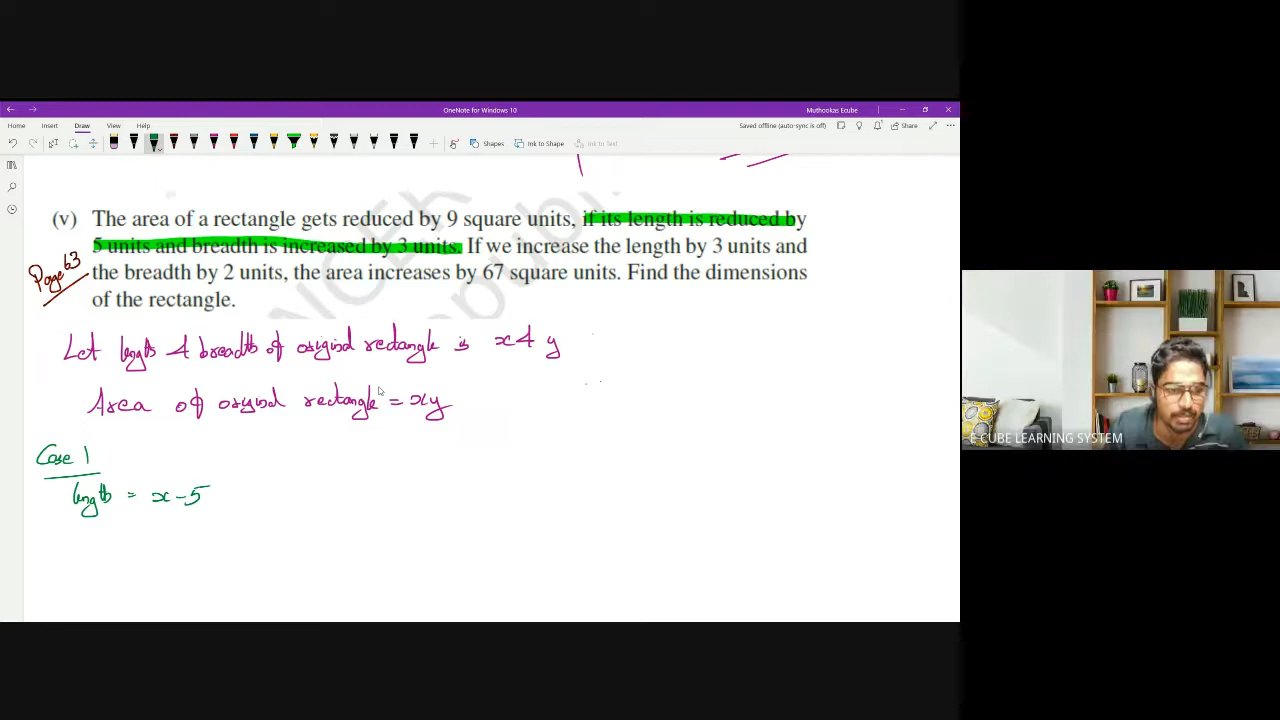 OneNote for Windows 10
Muthookas Ecube
Home Insert Draw View Help
Saved offline (auto-sync is off) Share
Shapes Ink to Shape Ink to Text
(v) The area of a rectangle gets reduced by 9 square units, if its length is reduced by
5 units and breadth is increased by 3 units. If we increase the length by 3 units and
the breadth by 2 units, the area increases by 67 square units. Find the dimensions
of the rectangle.
Page 63
Let length & breadth of original rectangle is x & y
Area of original rectangle = xy
Case 1
length = x - 5
E CUBE LEARNING SYSTEM